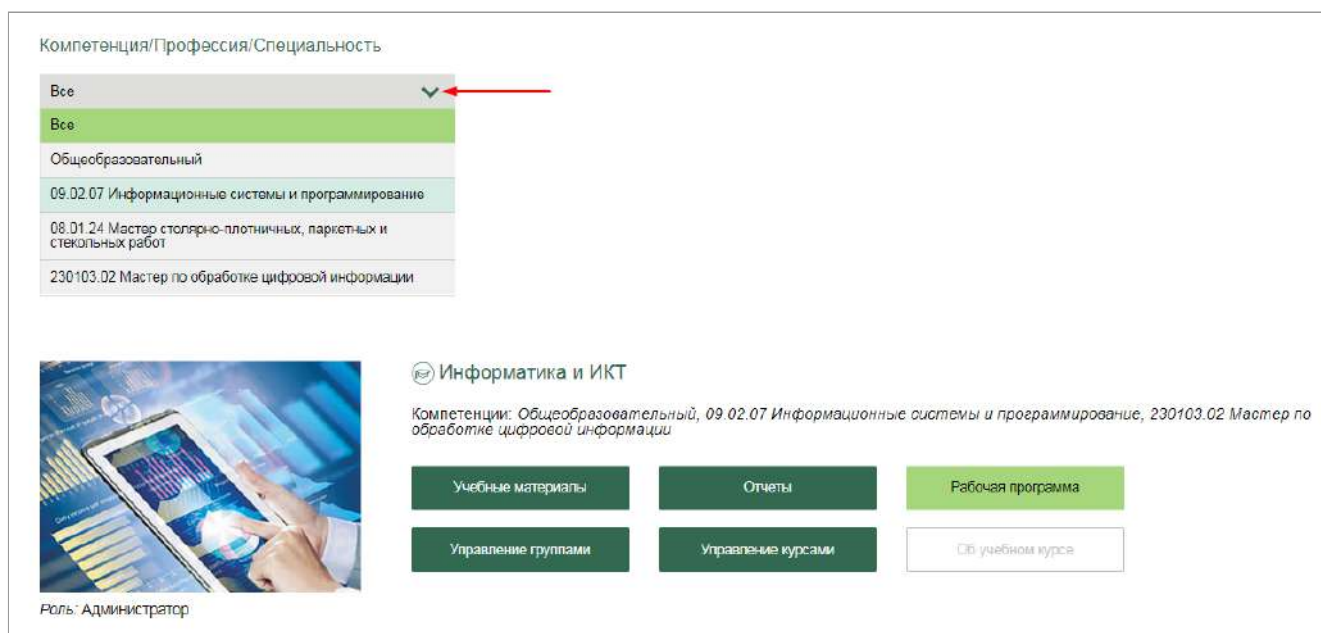 Компетенция/Профессия/Специальность
Все
Все
Общеобразовательный
09.02.07 Информационные системы и программирование
08.01.24 Мастер столярно-плотничных, паркетных и
стекольных работ
230103.02 Мастер по обработке цифровой информации
Информатика и ИКТ
Компетенции: Общеобразовательный, 09.02.07 Информационные системы и программирование, 230103.02 Мастер по
обработке цифровой информации
Учебные материалы
Отчеты
Рабочая программа
Управление группами
Управление курсами
Об учебном курсе
Роль: Администратор